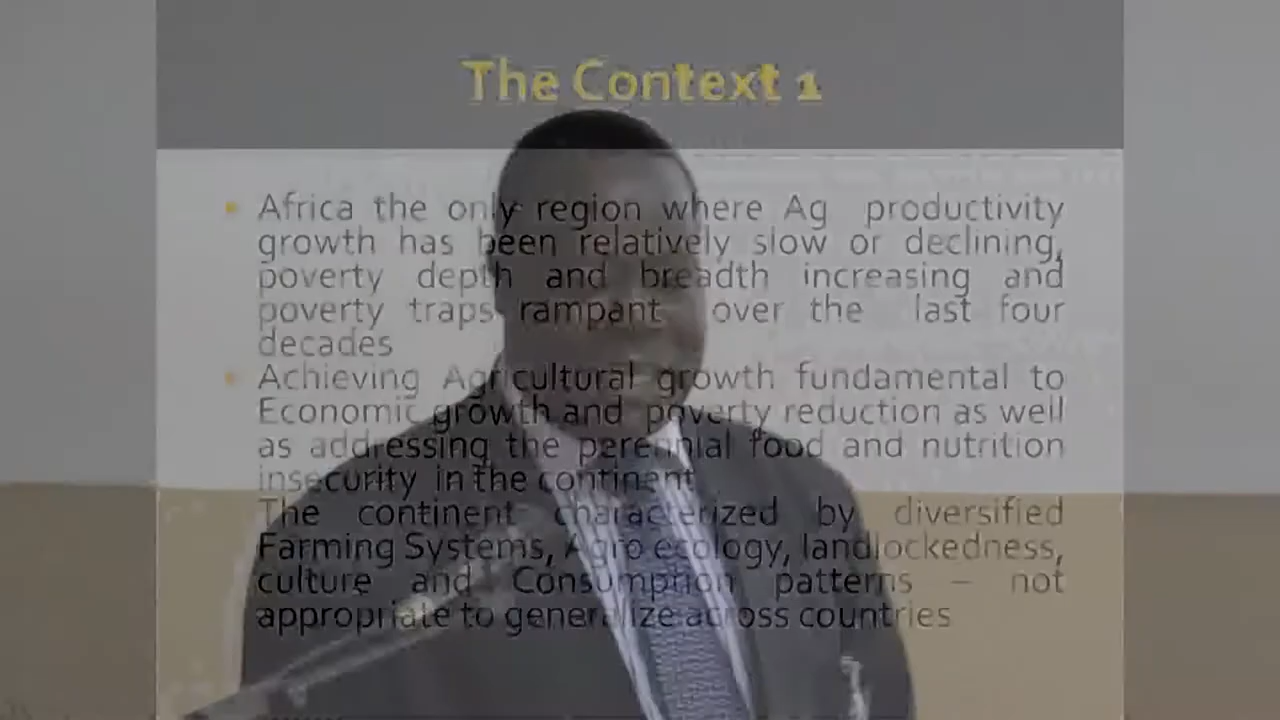 The Context 1
Africa the only region where Ag productivity
growth has been relatively slow or declining,
poverty depth and breadth increasing and
poverty traps rampant over the last four
decades
Achieving Agricultural growth fundamental to
Economic growth and poverty reduction as well
as addressing the perennial food and nutrition
insecurity in the continent
The continent characterized by diversified
Farming Systems, Agro ecology, landlockedness,
culture and Consumption patterns – not
appropriate to generalize across countries